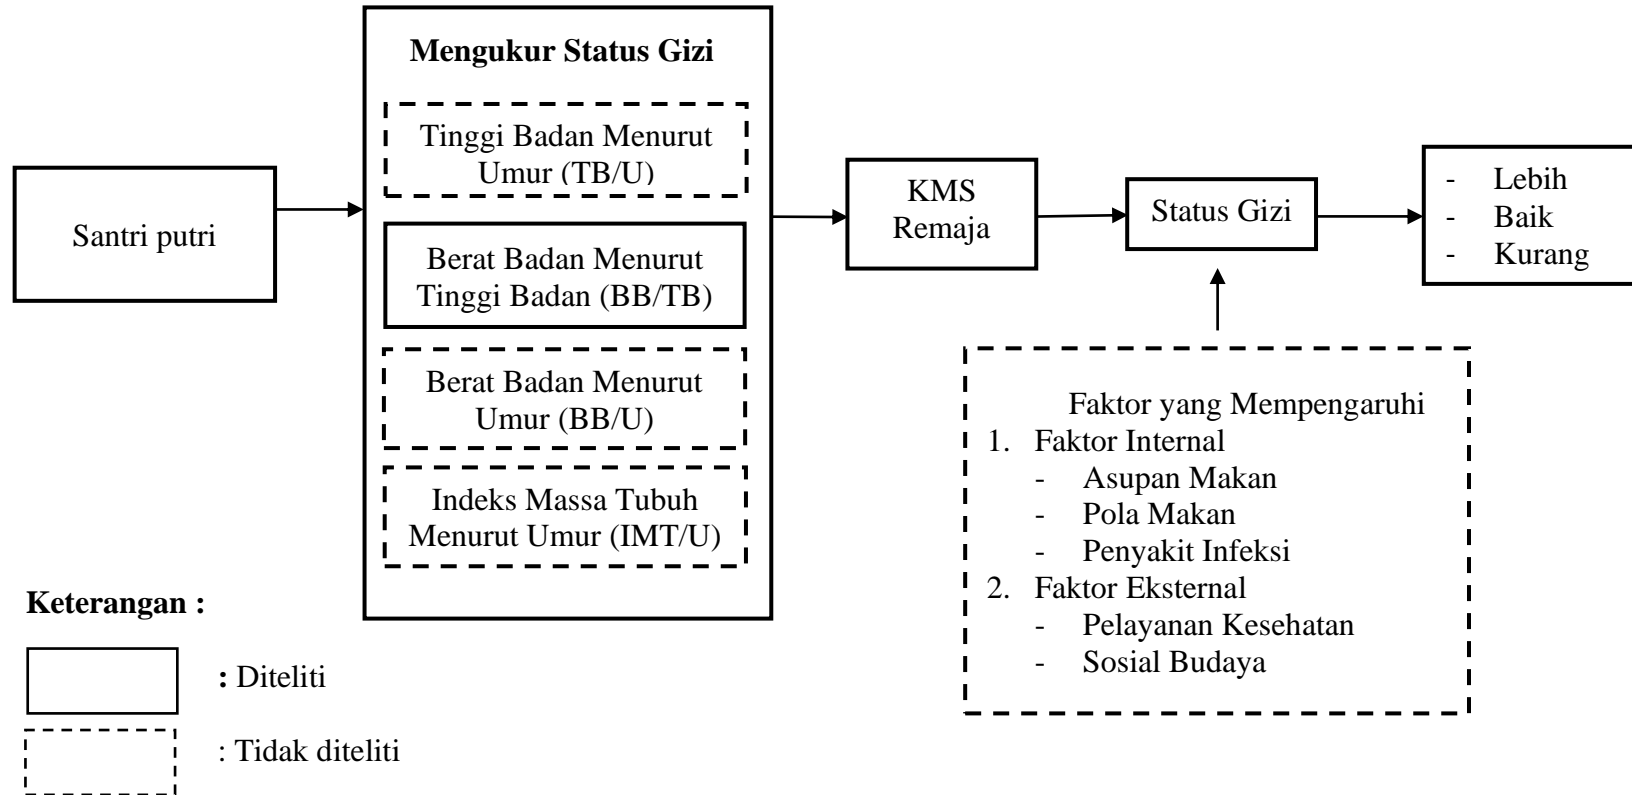 Mengukur Status Gizi
Tinggi Badan Menurut
Umur (TB/U)
Berat Badan Menurut
Tinggi Badan (BB/TB)
Berat Badan Menurut
Umur (BB/U)
Indeks Massa Tubuh
Menurut Umur (IMT/U)
Santri putri
KMS
Remaja
Status Gizi
- Lebih
- Baik
- Kurang
Faktor yang Mempengaruhi
1. Faktor Internal
- Asupan Makan
- Pola Makan
- Penyakit Infeksi
2. Faktor Eksternal
- Pelayanan Kesehatan
- Sosial Budaya
Keterangan :
: Diteliti
: Tidak diteliti